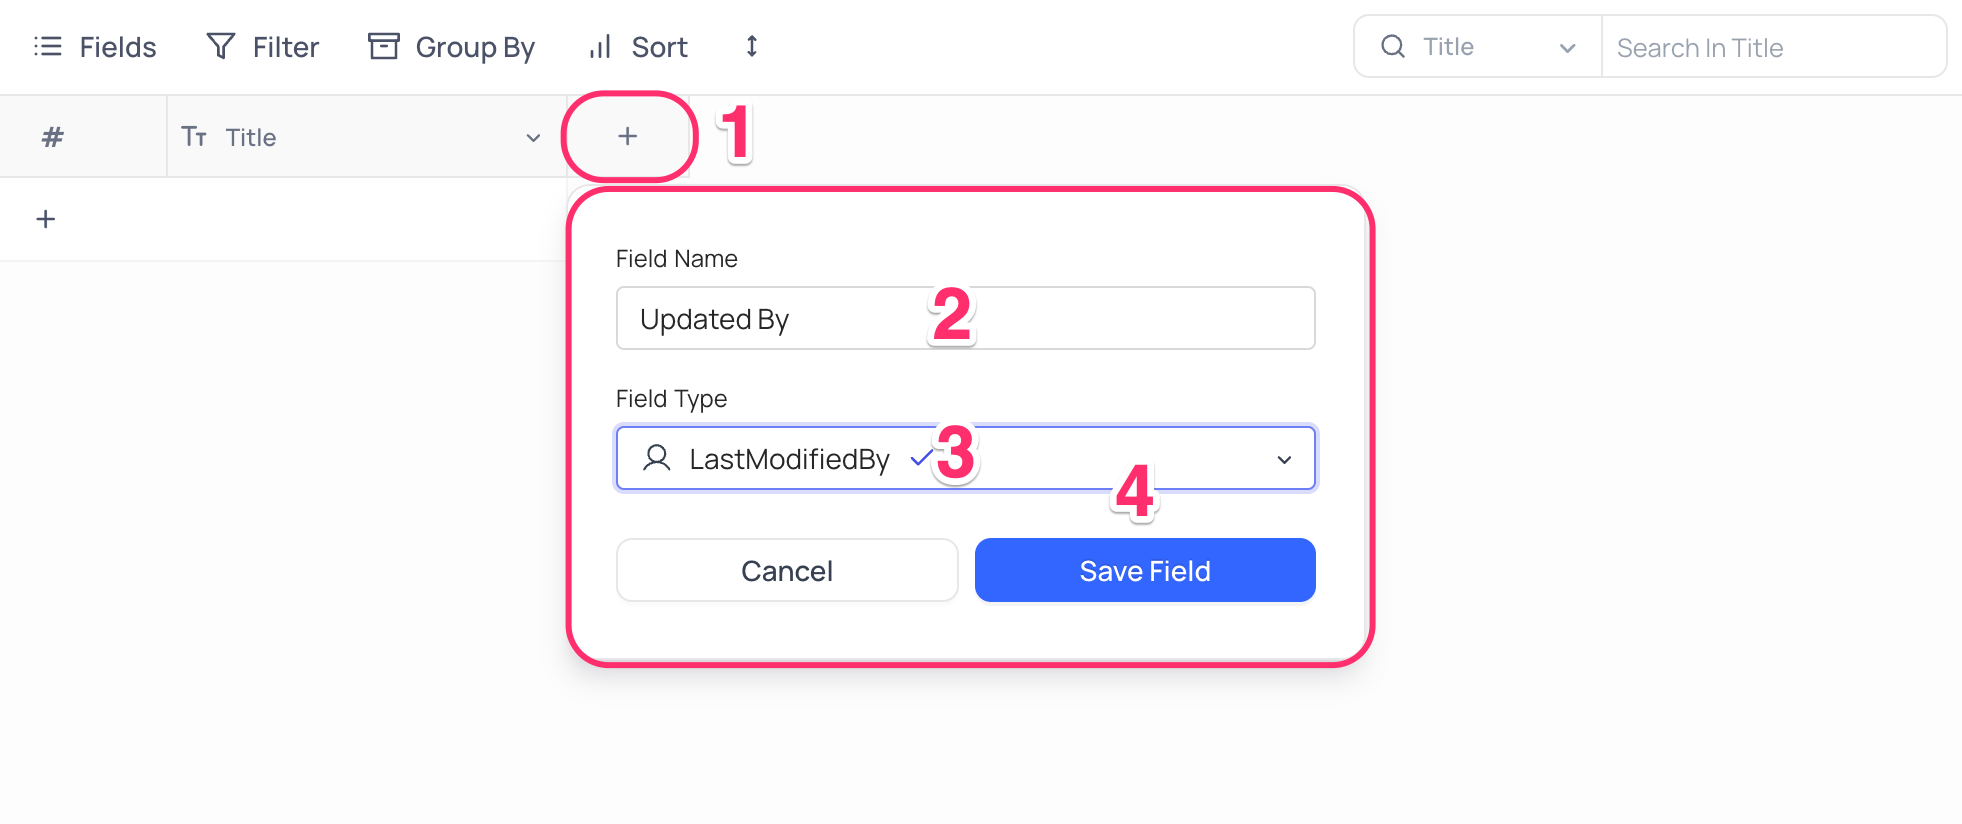 Fields Filter Group By Sort Title Search In Title
# Tт Title + 1
+
Field Name
Updated By 2
Field Type
LastModifiedBy 3
4
Cancel Save Field